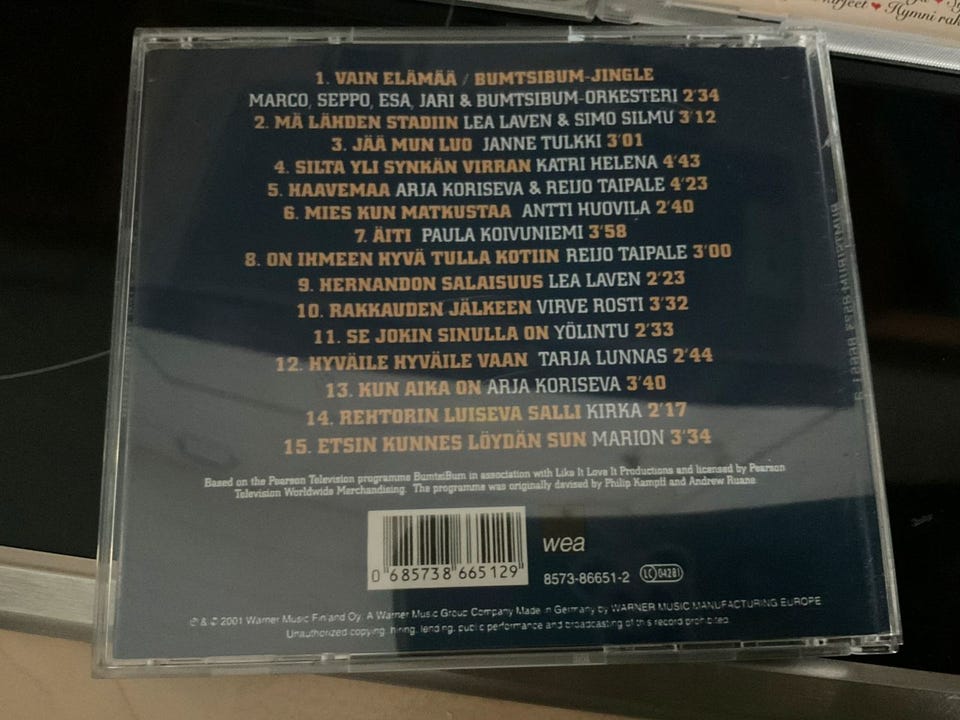 kirjeet ♥ Hymni rak
1. VAIN ELÄMÄÄ / BUMTSIBUM-JINGLE
MARCO, SEPPO, ESA, JARI & BUMTSIBUM-ORKESTERI 2'34
2. MÄ LÄHDEN STADIIN LEA LAVEN & SIMO SILMU 3'12
3. JÄÄ MUN LUO JANNE TULKKI 3'01
4. SILTA YLI SYNKÄN VIRRAN KATRI HELENA 4'43
5. HAAVEMAA ARJA KORISEVA & REIJO TAIPALE 4'23
6. MIES KUN MATKUSTAA ANTTI HUOVILA 2'40
7. ÄITI PAULA KOIVUNIEMI 3'58
8. ON IHMEEN HYVÄ TULLA KOTIIN REIJO TAIPALE 3'00
9. HERNANDON SALAISUUS LEA LAVEN 2'23
10. RAKKAUDEN JÄLKEEN VIRVE ROSTI 3'32
11. SE JOKIN SINULLA ON YÖLINTU 2'33
12. HYVÄILE HYVÄILE VAAN TARJA LUNNAS 2'44
13. KUN AIKA ON ARJA KORISEVA 3'40
14. REHTORIN LUISEVA SALLI KIRKA 2'17
15. ETSIN KUNNES LÖYDÄN SUN MARION 3'34
Based on the Pearson Television programme BumtsiBum in association with Like It Love It Productions and licensed by Pearson
Television Worldwide Merchandising. The programme was originally devised by Philip Kampff and Andrew Ruane
0 685738 665129
wea
8573-86651-2 LC 04281
℗ & © 2001 Warner Music Finland Oy. A Warner Music Group Company Made in Germany by WARNER MUSIC MANUFACTURING EUROPE
Unauthorized copying, hiring, lending, public performance and broadcasting of this record prohibited